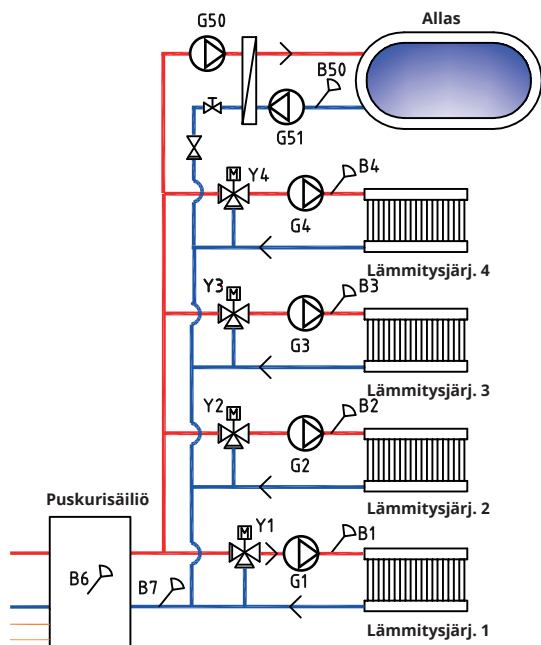 G50
Allas
B50
G51
M
Y4
B4
G4
Lämmitysjärj. 4
Y3
M
B3
G3
Lämmitysjärj. 3
Y2
M
B2
G2
Lämmitysjärj. 2
Puskurisäiliö
M
Y1
B1
B6
B7
G1
Lämmitysjärj. 1